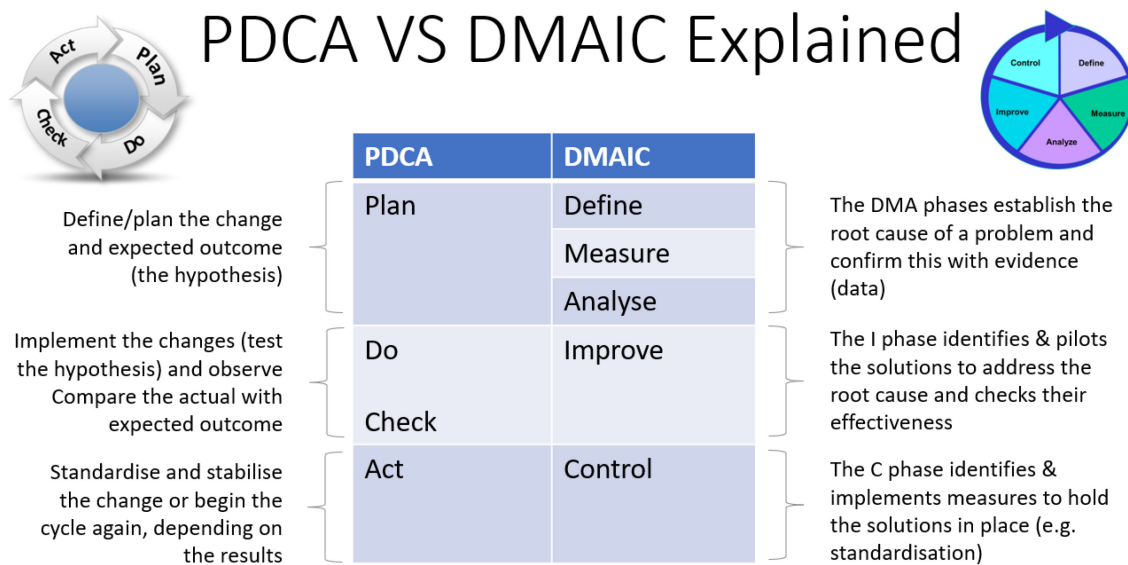 PDCA VS DMAIC Explained
Act
Plan
Check
Do
Control
Define
Improve
Measure
Analyze
PDCA
DMAIC
Plan
Define
Measure
Analyse
Do
Check
Improve
Act
Control
Define/plan the change
and expected outcome
(the hypothesis)
Implement the changes (test
the hypothesis) and observe
Compare the actual with
expected outcome
Standardise and stabilise
the change or begin the
cycle again, depending on
the results
The DMA phases establish the
root cause of a problem and
confirm this with evidence
(data)
The I phase identifies & pilots
the solutions to address the
root cause and checks their
effectiveness
The C phase identifies &
implements measures to hold
the solutions in place (e.g.
standardisation)